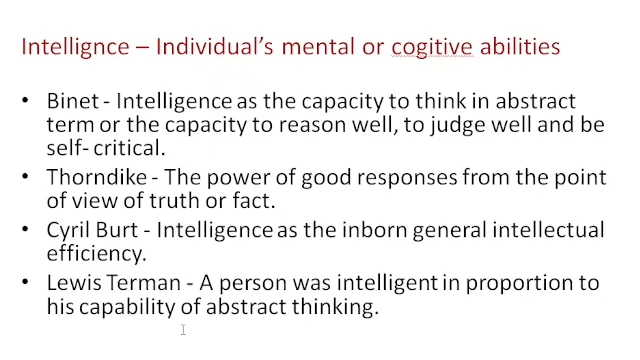 Intellignce – Individual's mental or cogitive abilities
• Binet - Intelligence as the capacity to think in abstract
term or the capacity to reason well, to judge well and be
self- critical.
• Thorndike - The power of good responses from the point
of view of truth or fact.
• Cyril Burt - Intelligence as the inborn general intellectual
efficiency.
• Lewis Terman - A person was intelligent in proportion to
his capability of abstract thinking.